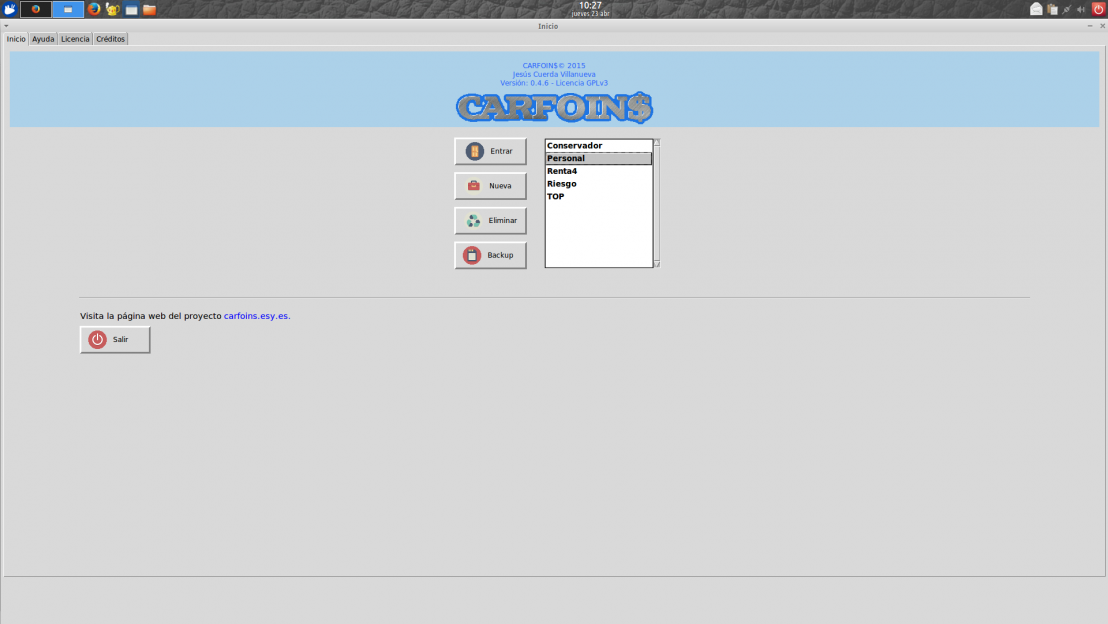 10:27
jueves 23 abr
Inicio
Inicio Ayuda Licencia Créditos
CARFOIN$© 2015
Jesús Cuerda Villanueva
Versión: 0.4.6 - Licencia GPLv3
CARFOIN$
Entrar
Nueva
Eliminar
Backup
Conservador
Personal
Renta4
Riesgo
TOP
Visita la página web del proyecto carfoins.esy.es.
Salir